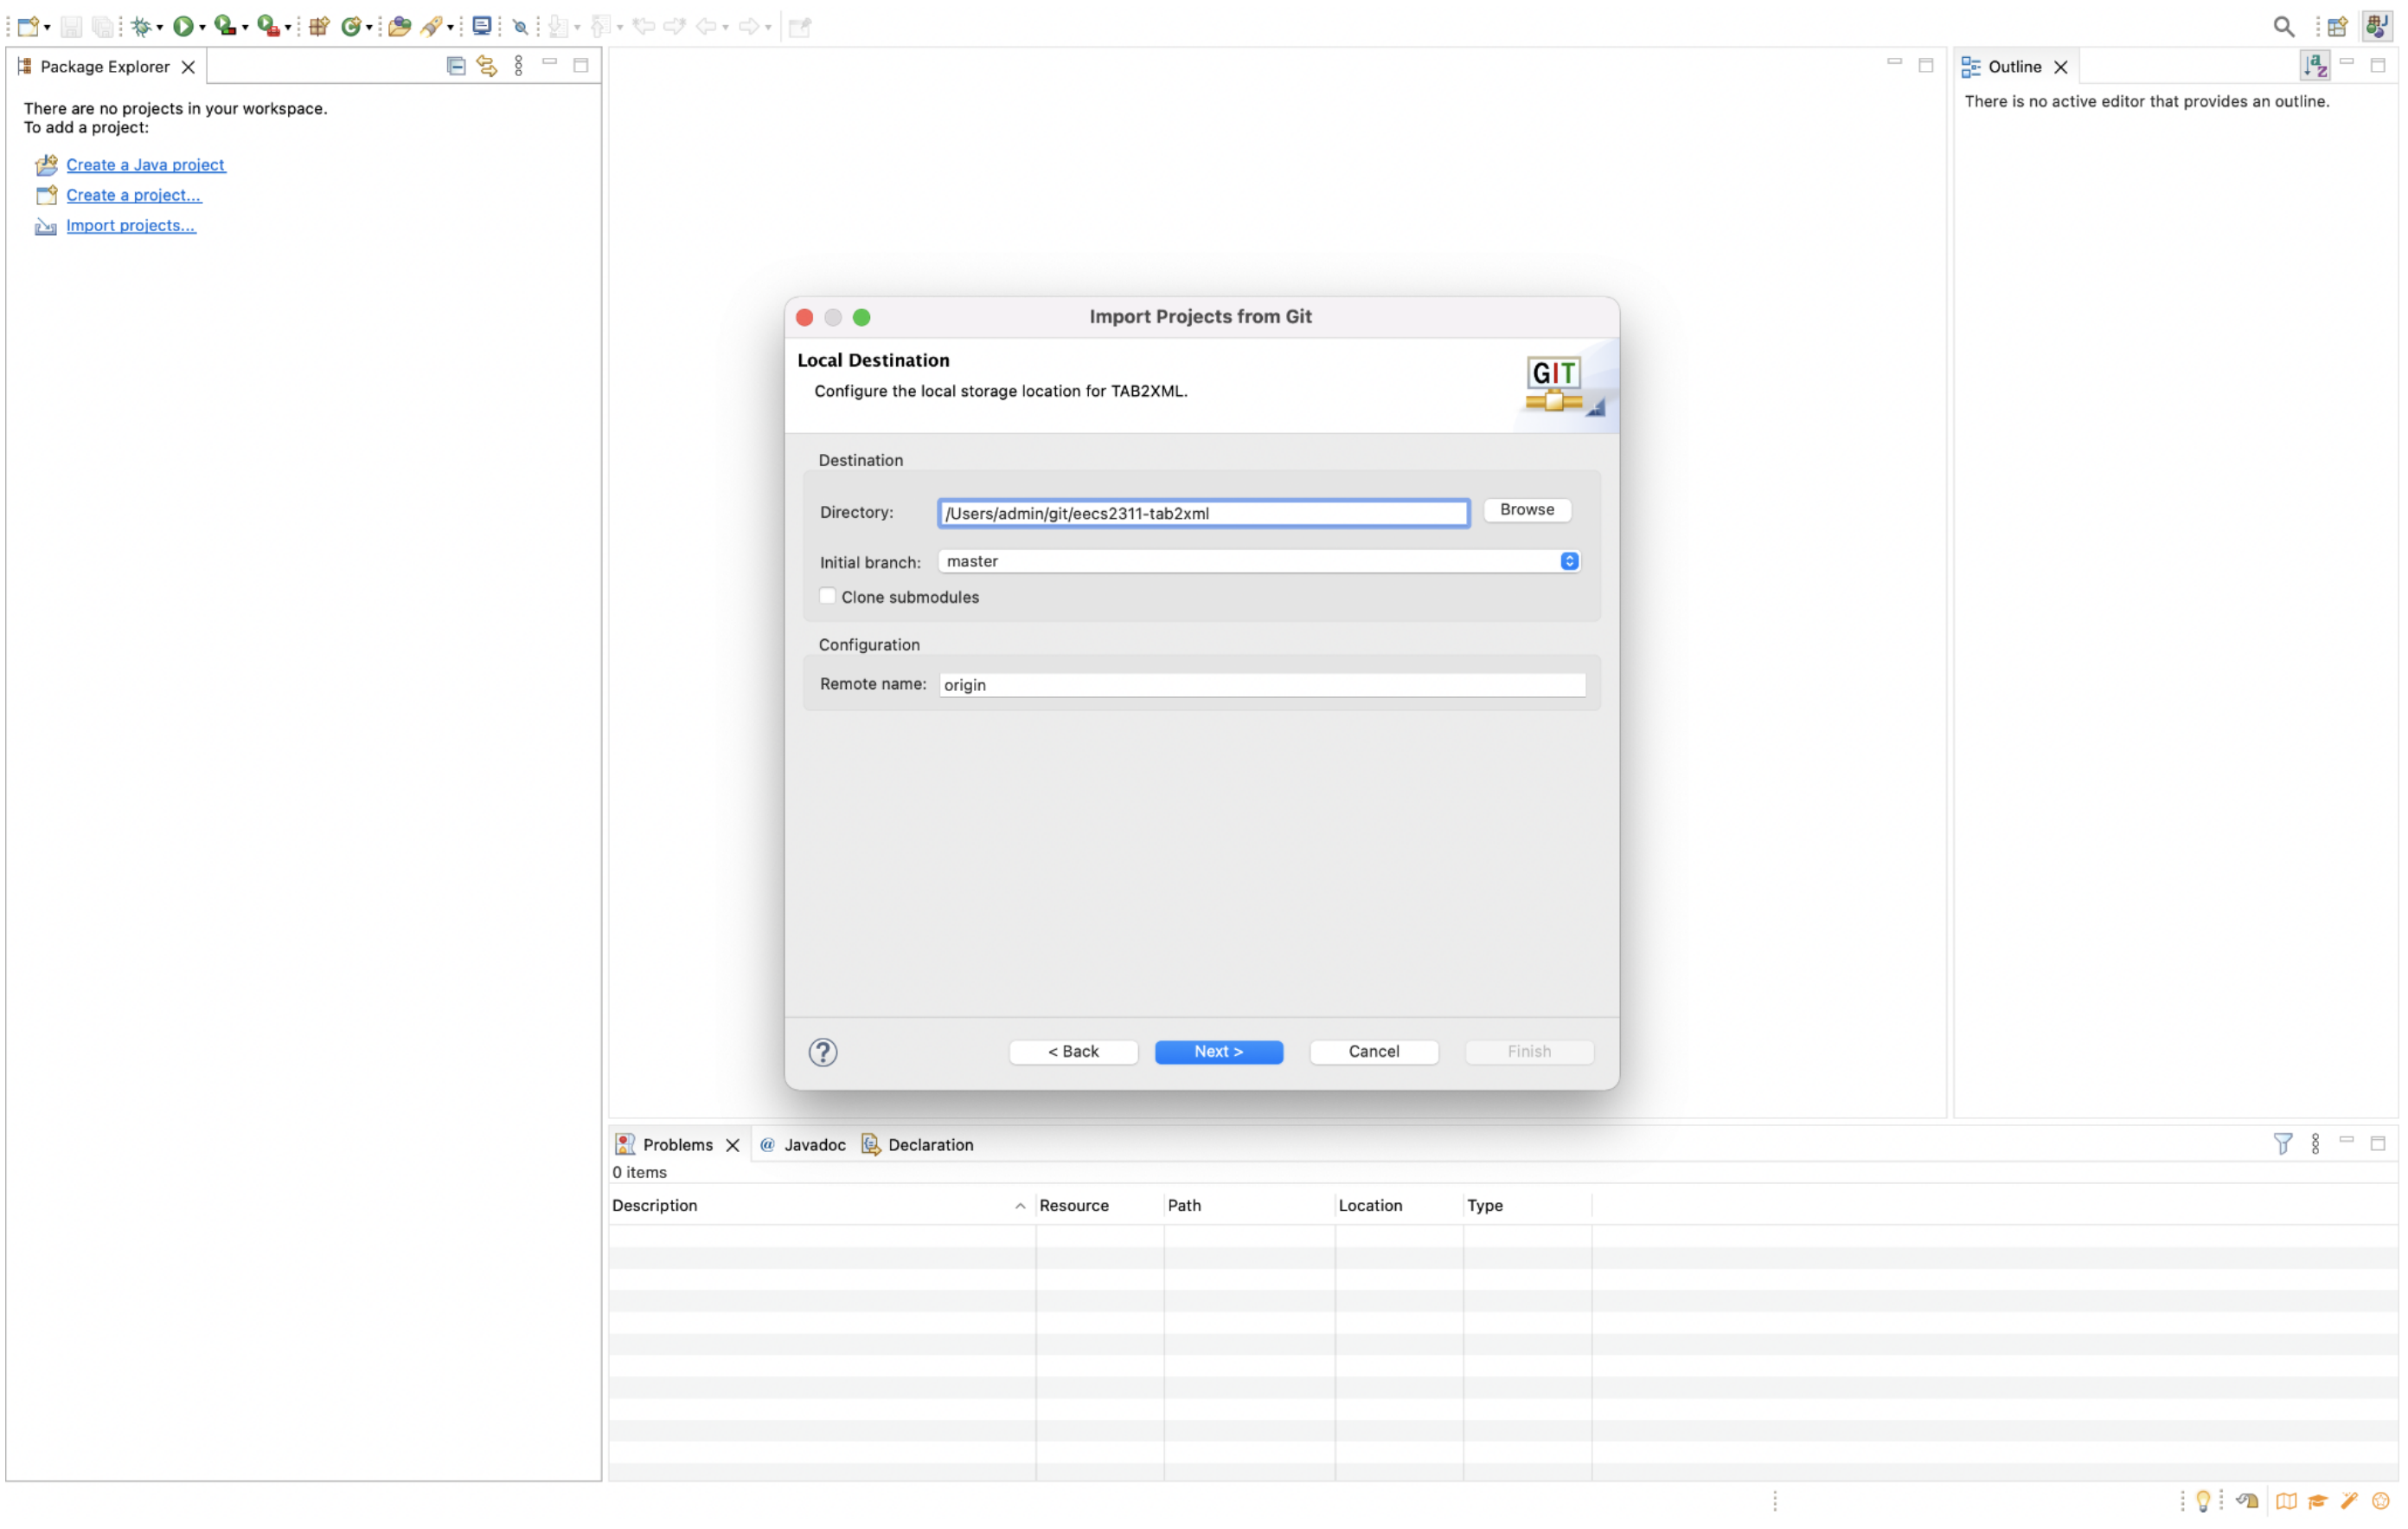 Package Explorer
There are no projects in your workspace.
To add a project:
Create a Java project
Create a project...
Import projects...
Outline
There is no active editor that provides an outline.
Import Projects from Git
Local Destination
Configure the local storage location for TAB2XML.
GIT
Destination
Directory: /Users/admin/git/eecs2311-tab2xml Browse
Initial branch: master
Clone submodules
Configuration
Remote name: origin
? < Back Next > Cancel Finish
Problems @ Javadoc Declaration
0 items
Description Resource Path Location Type